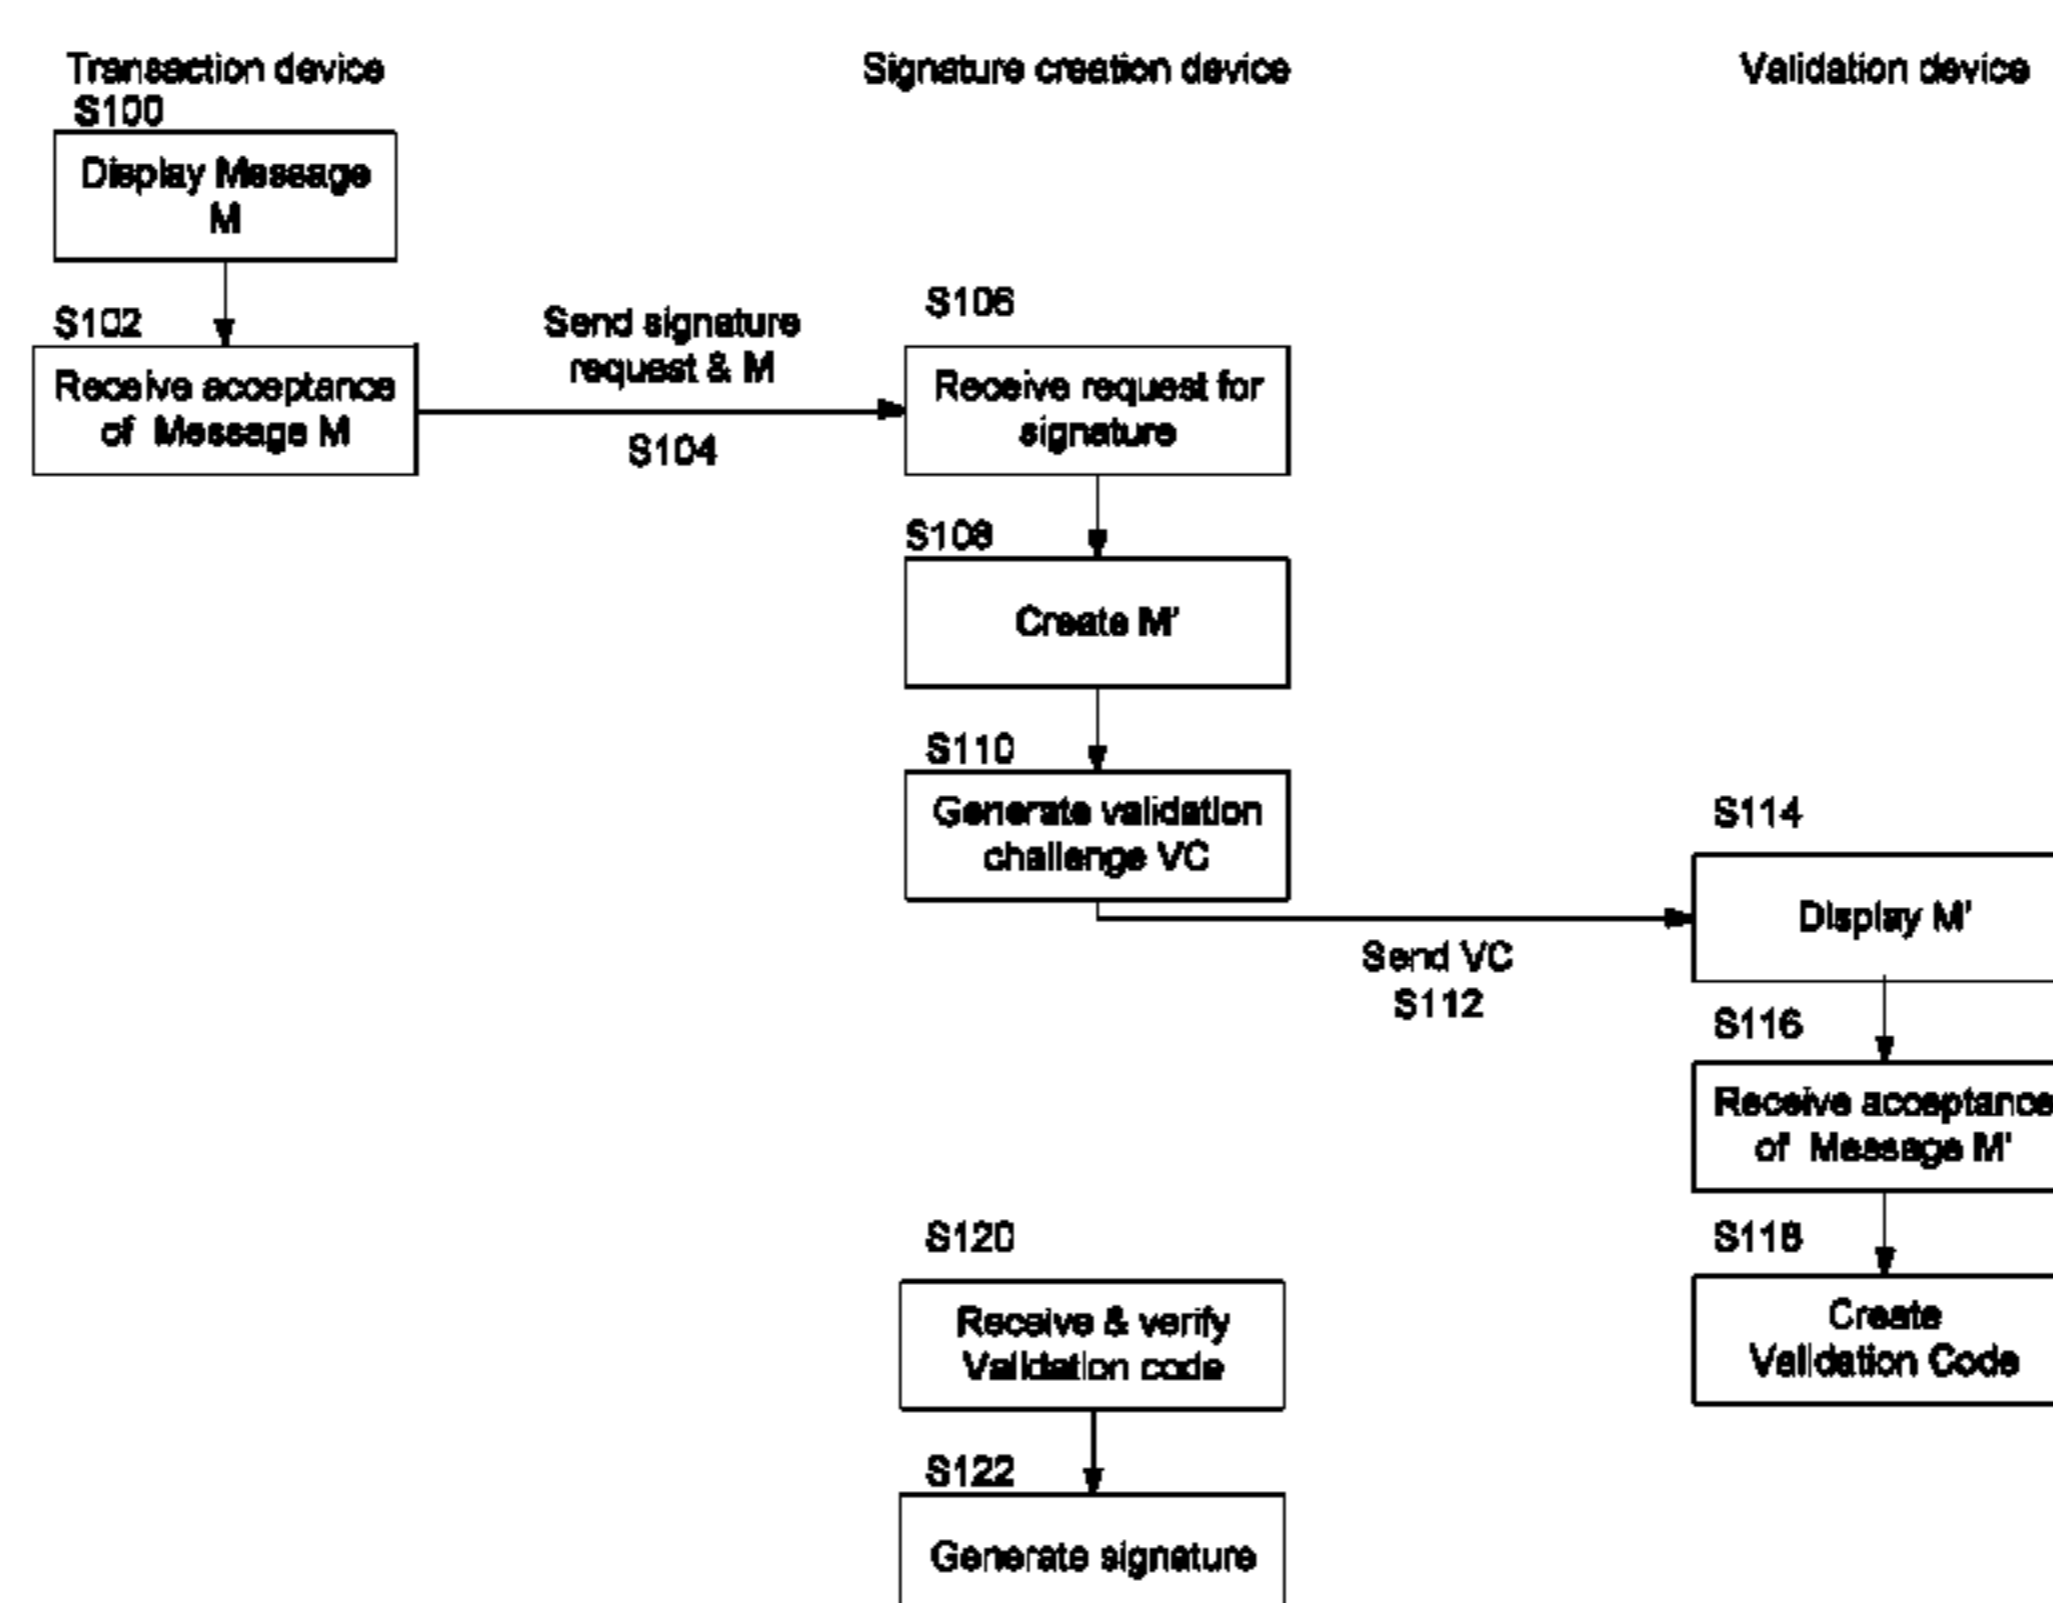 Transaction device
Signature creation device
Validation device
S100
Display Message
M
S102
Receive acceptance
of Message M
Send signature
request & M
S104
S106
Receive request for
signature
S108
Create M'
S110
Generate validation
challenge VC
Send VC
S112
S114
Display M'
S116
Receive acceptance
of Message M'
S118
Create
Validation Code
S120
Receive & verify
Validation code
S122
Generate signature